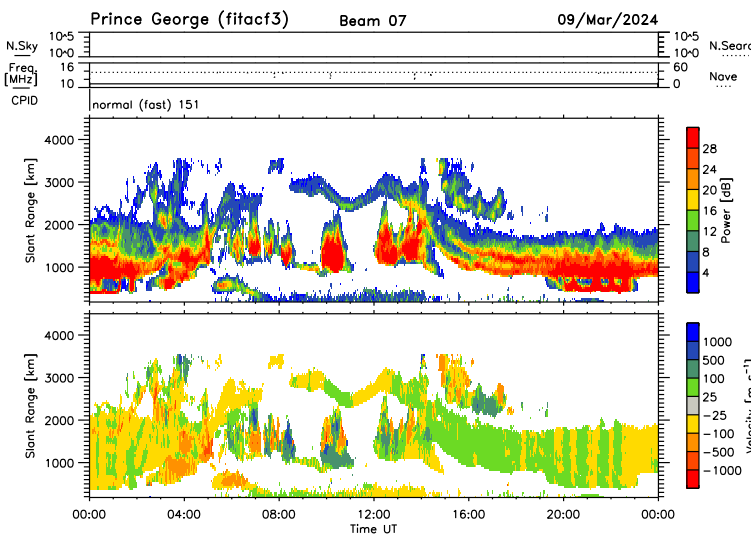 Prince George (fitacf3) Beam 07 09/Mar/2024
N.Sky 10^5 10^0 10^5 10^0 N.Sear
Freq [MHz] 16 10 60 0 Nave
CPID normal (fast) 151
Slant Range [km] 4000 3000 2000 1000
28 24 20 16 12 8 4 Power [dB]
Slant Range [km] 4000 3000 2000 1000
1000 500 100 25 −25 −100 −500 −1000 Velocity [m s⁻¹]
00:00 04:00 08:00 12:00 16:00 20:00 00:00
Time UT